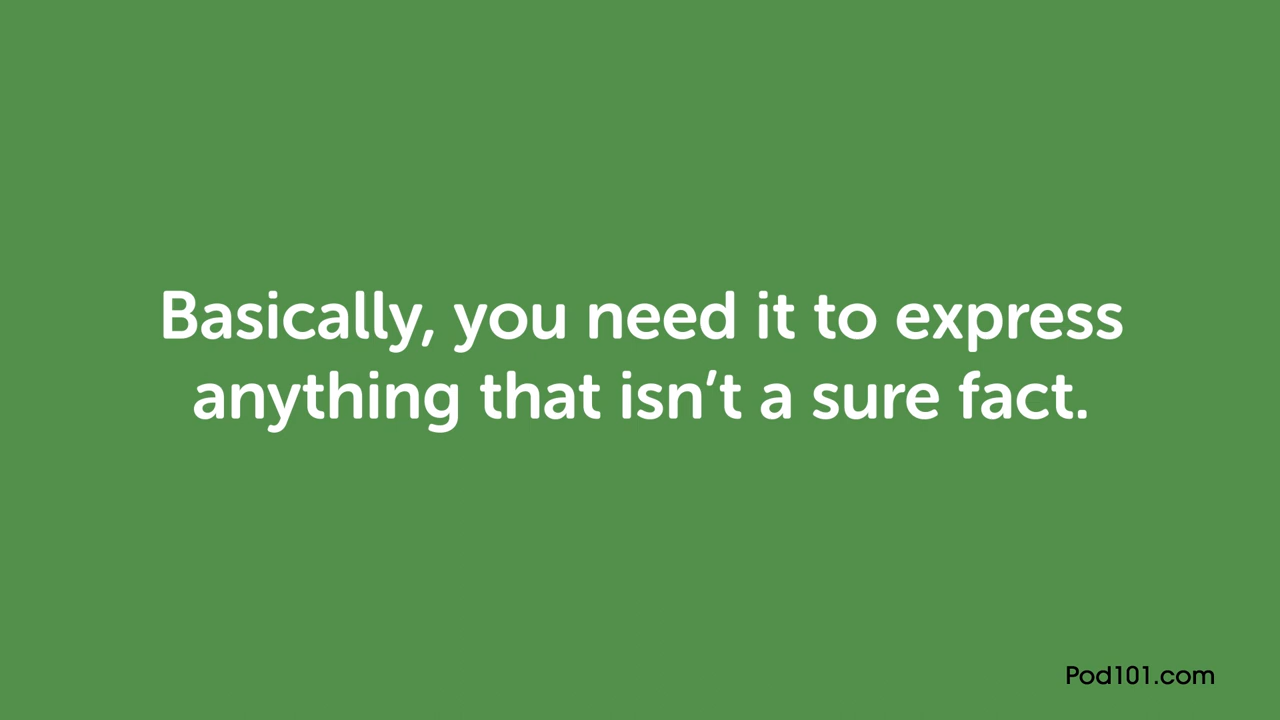 Basically, you need it to express
anything that isn’t a sure fact.
Pod101.com